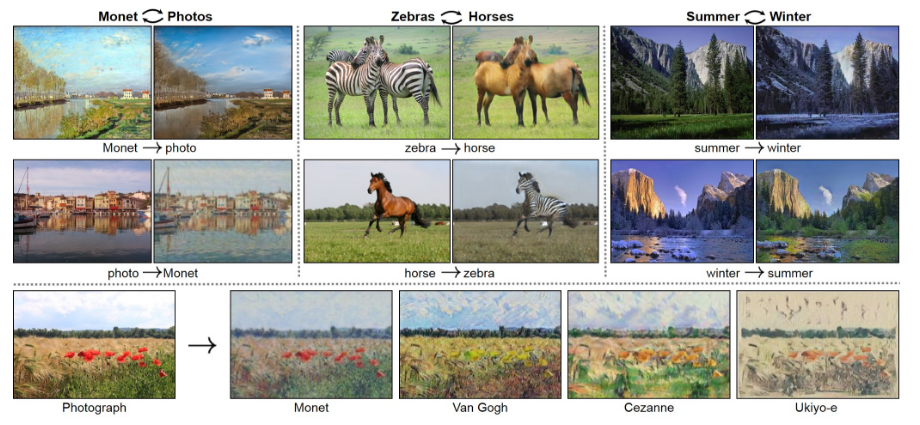 Monet Photos
Zebras Horses
Summer Winter
Monet → photo
zebra → horse
summer → winter
photo → Monet
horse → zebra
winter → summer
Photograph
Monet
Van Gogh
Cezanne
Ukiyo-e